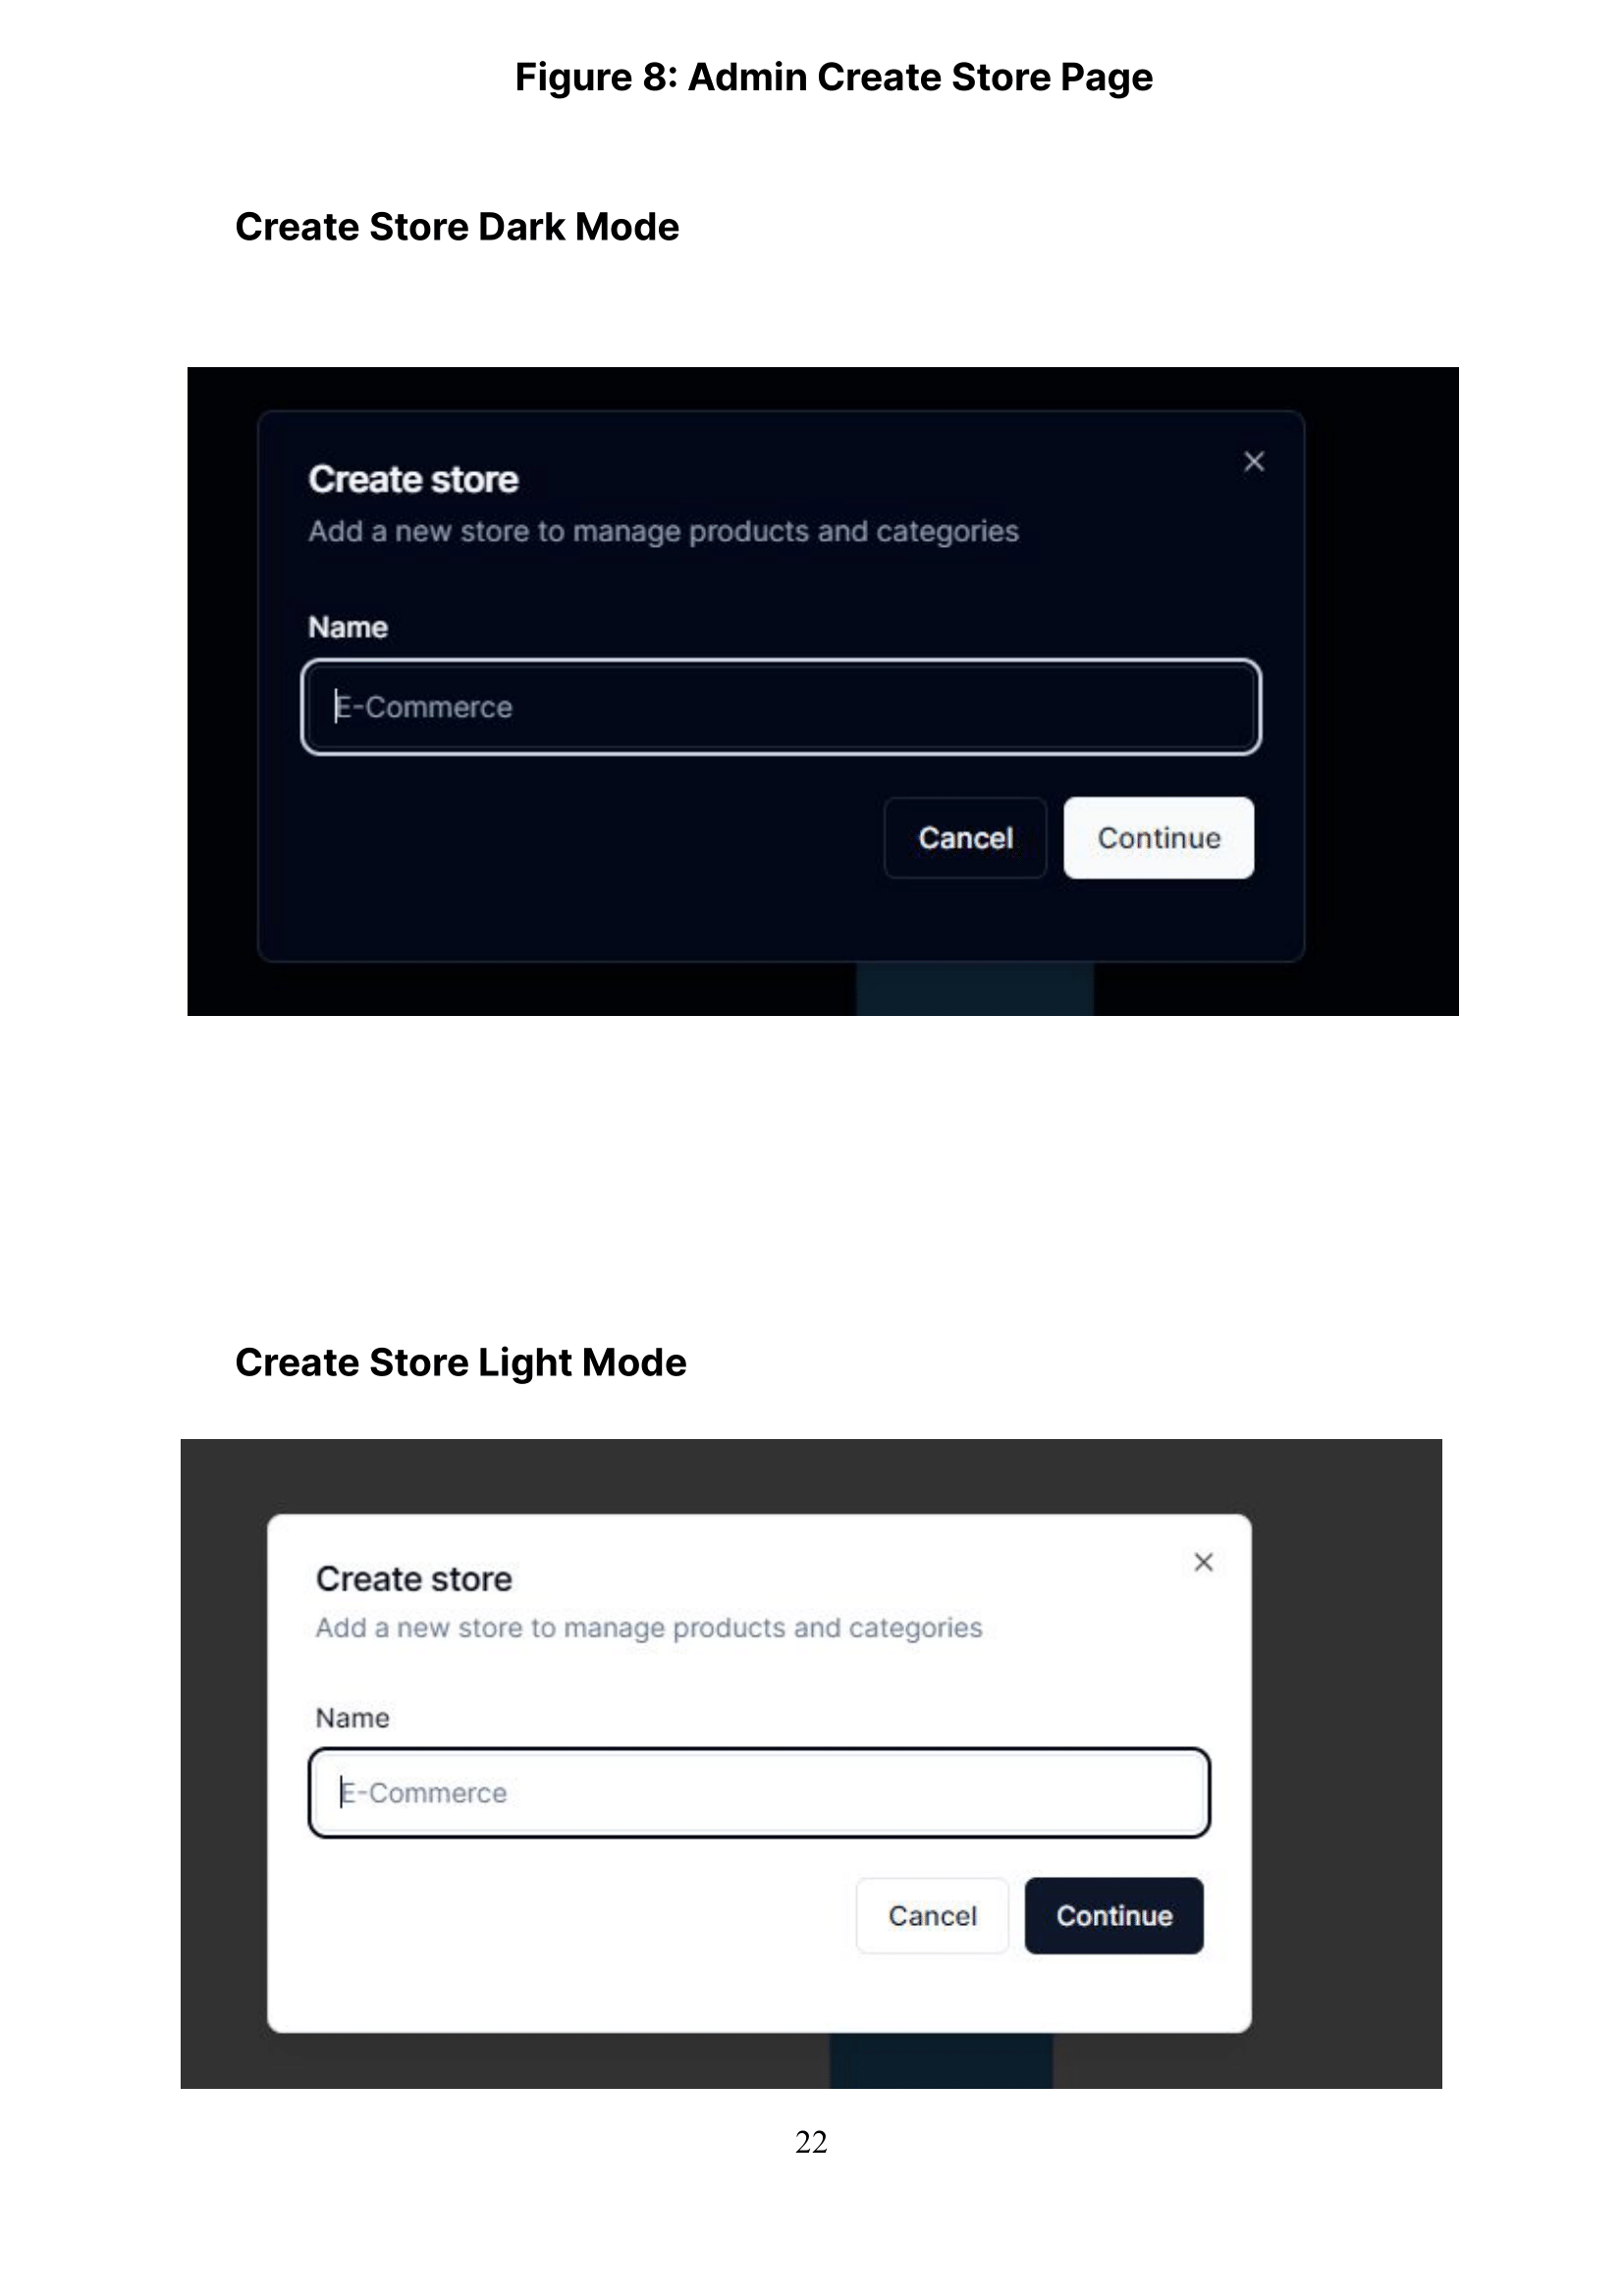 Figure 8: Admin Create Store Page
Create Store Dark Mode
Create store
Add a new store to manage products and categories
Name
E-Commerce
Cancel Continue
Create Store Light Mode
Create store
Add a new store to manage products and categories
Name
E-Commerce
Cancel Continue
22